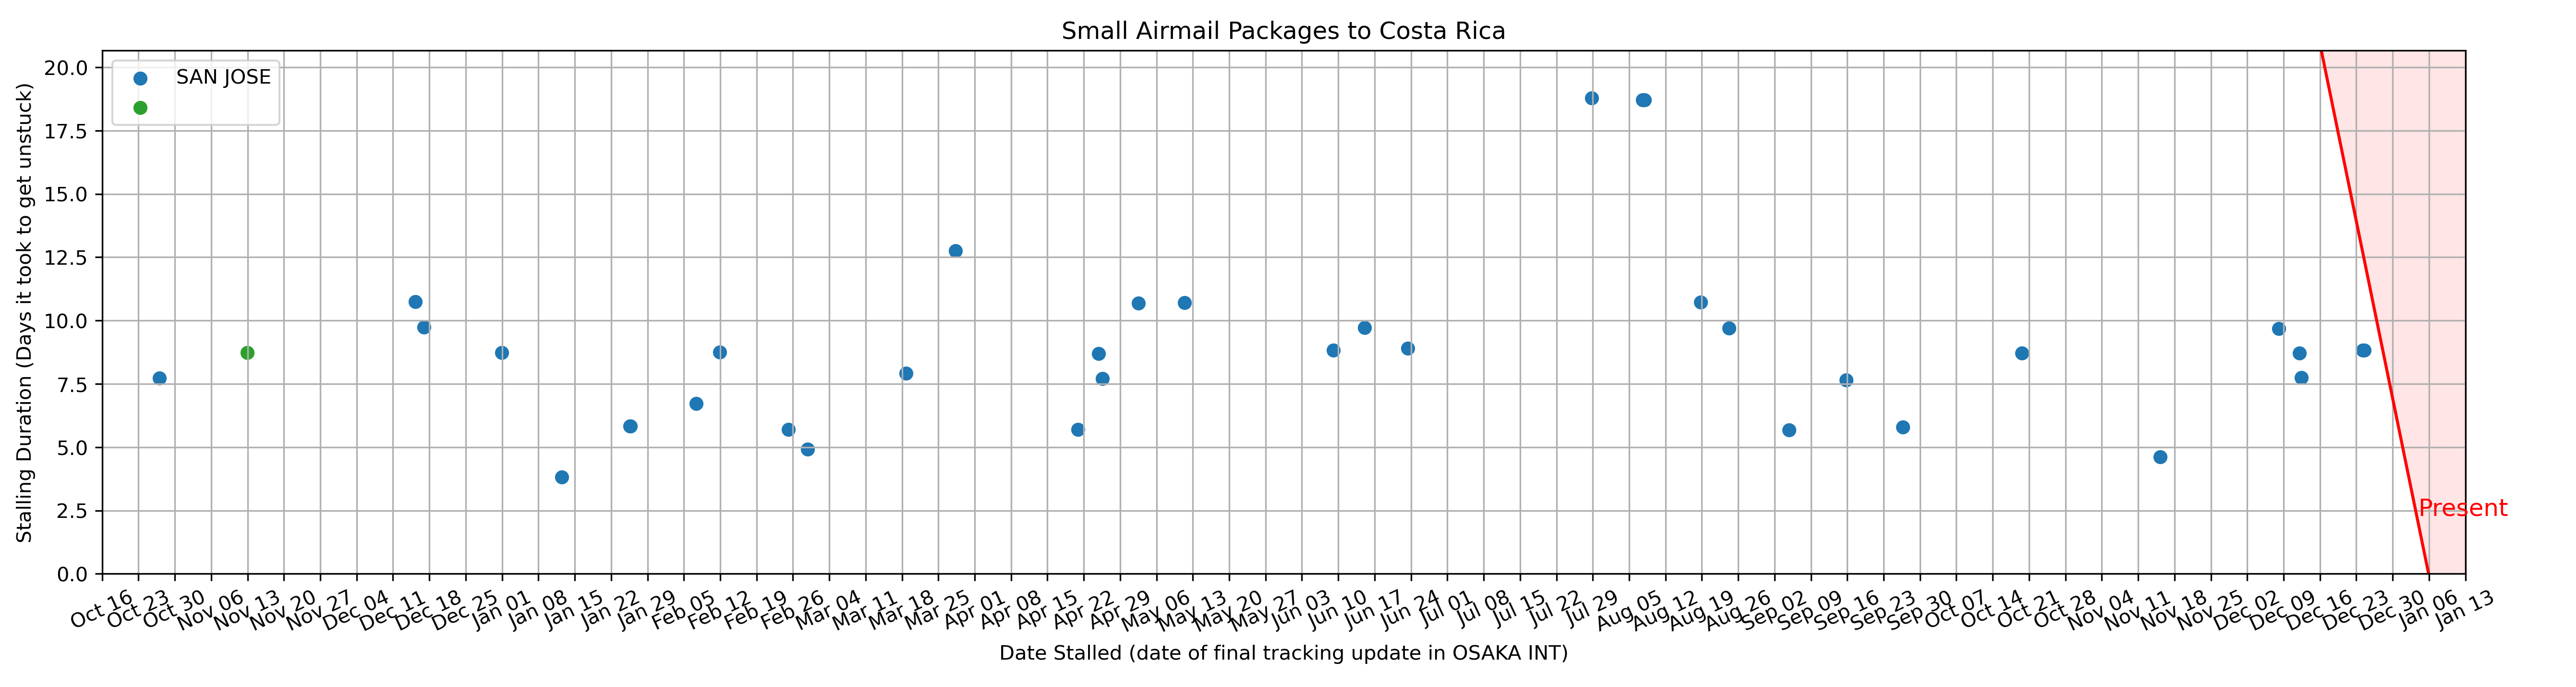 Small Airmail Packages to Costa Rica
SAN JOSE
20.0
17.5
15.0
12.5
10.0
7.5
5.0
2.5
0.0
Stalling Duration (Days it took to get unstuck)
Present
Oct 16 Oct 23 Oct 30 Nov 06 Nov 13 Nov 20 Nov 27 Dec 04 Dec 11 Dec 18 Dec 25 Jan 01 Jan 08 Jan 15 Jan 22 Jan 29 Feb 05 Feb 12 Feb 19 Feb 26 Mar 04 Mar 11 Mar 18 Mar 25 Apr 01 Apr 08 Apr 15 Apr 22 Apr 29 May 06 May 13 May 20 May 27 Jun 03 Jun 10 Jun 17 Jun 24 Jul 01 Jul 08 Jul 15 Jul 22 Jul 29 Aug 05 Aug 12 Aug 19 Aug 26 Sep 02 Sep 09 Sep 16 Sep 23 Sep 30 Oct 07 Oct 14 Oct 21 Oct 28 Nov 04 Nov 11 Nov 18 Nov 25 Dec 02 Dec 09 Dec 16 Dec 23 Dec 30 Jan 06 Jan 13
Date Stalled (date of final tracking update in OSAKA INT)